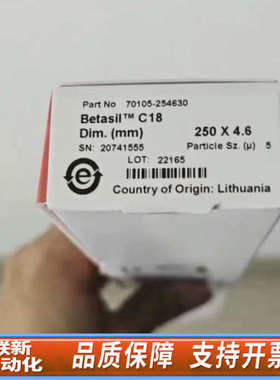 Part No 70105-254630
Betasil™ C18
Dim. (mm) 250 X 4.6
SN: 20741555 Particle Sz. (µ) 5
LOT: 22165
e
Country of Origin: Lithuania
联新
自动化 品质保障 支持开票